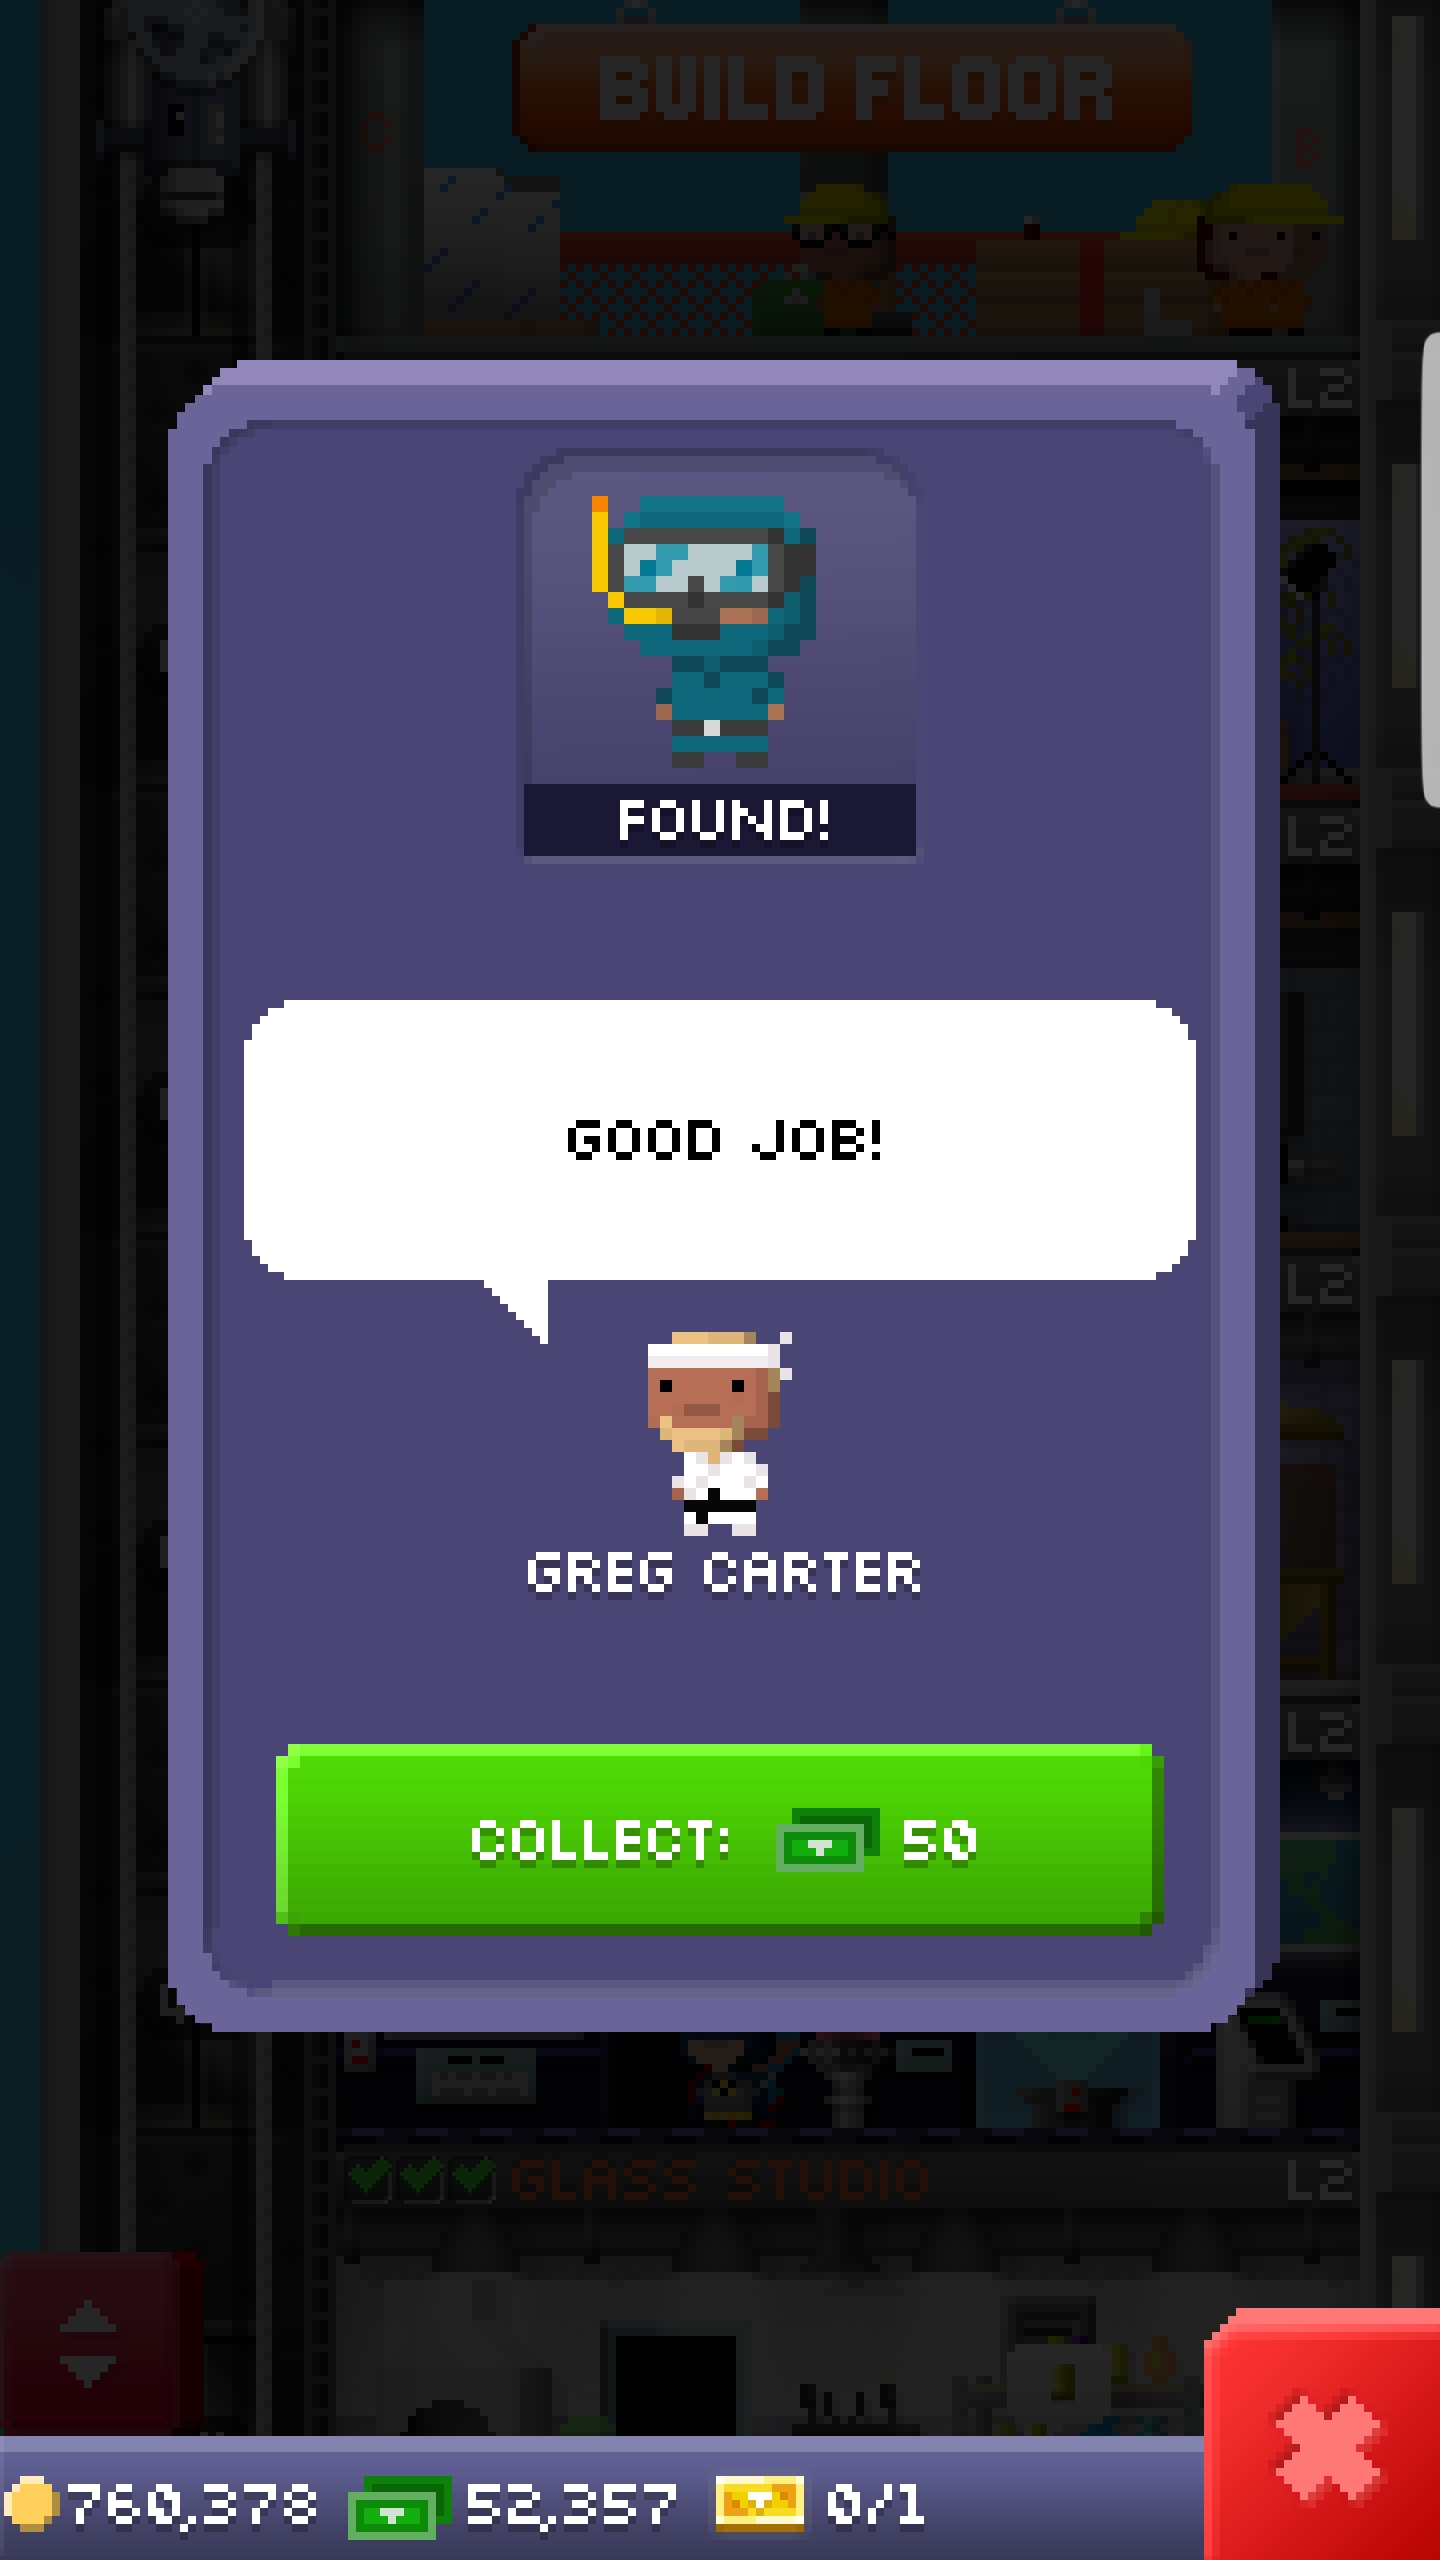 BUILD FLOOR
C
B
L2
FOUND!
L2
GOOD JOB!
L2
GREG CARTER
L2
COLLECT: 50
GLASS STUDIO L2
760,378 52,357 0/1